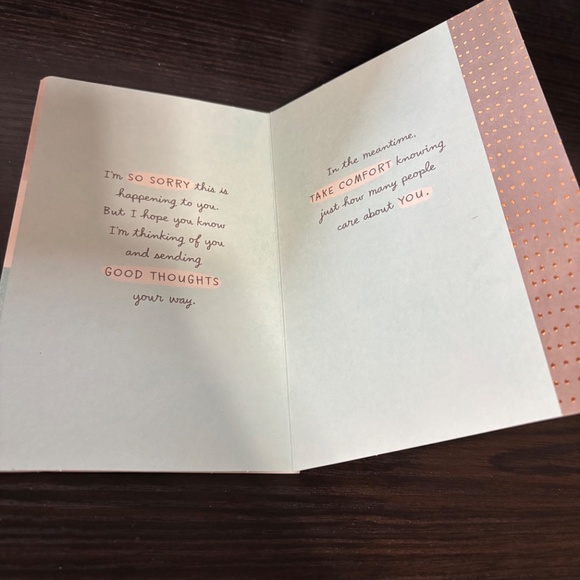 I'm SO SORRY this is
happening to you.
But I hope you know
I'm thinking of you
and sending
GOOD THOUGHTS
your way.
In the meantime,
TAKE COMFORT knowing
just how many people
care about YOU.